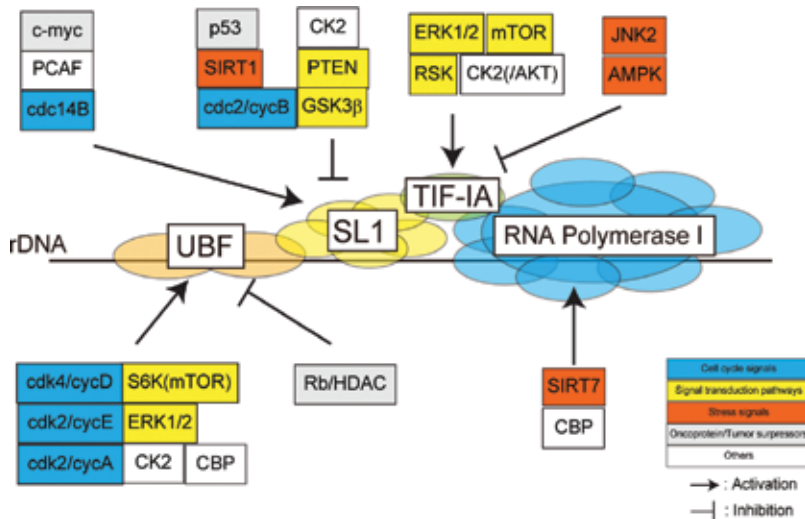 c-myc
PCAF
cdc14B
p53
CK2
SIRT1
PTEN
cdc2/cycB
GSK3β
ERK1/2
mTOR
RSK
CK2(/AKT)
JNK2
AMPK
TIF-IA
SL1
RNA Polymerase I
UBF
rDNA
cdk4/cycD
S6K(mTOR)
cdk2/cycE
ERK1/2
cdk2/cycA
CK2
CBP
Rb/HDAC
SIRT7
CBP
Cell cycle signals
Signal transduction pathways
Stress signals
Oncoprotein/Tumor surpressors
Others
: Activation
: Inhibition